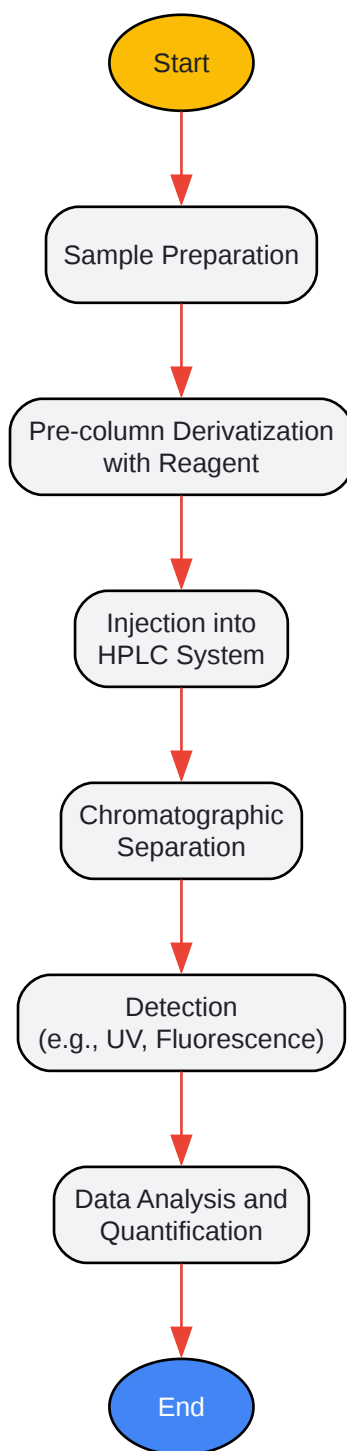 Start
Sample Preparation
Pre-column Derivatization
with Reagent
Injection into
HPLC System
Chromatographic
Separation
Detection
(e.g., UV, Fluorescence)
Data Analysis and
Quantification
End